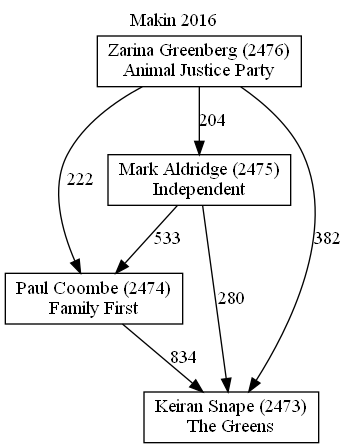 Makin 2016
Zarina Greenberg (2476)
Animal Justice Party
204
Mark Aldridge (2475)
Independent
222
533
382
Paul Coombe (2474)
Family First
280
834
Keiran Snape (2473)
The Greens